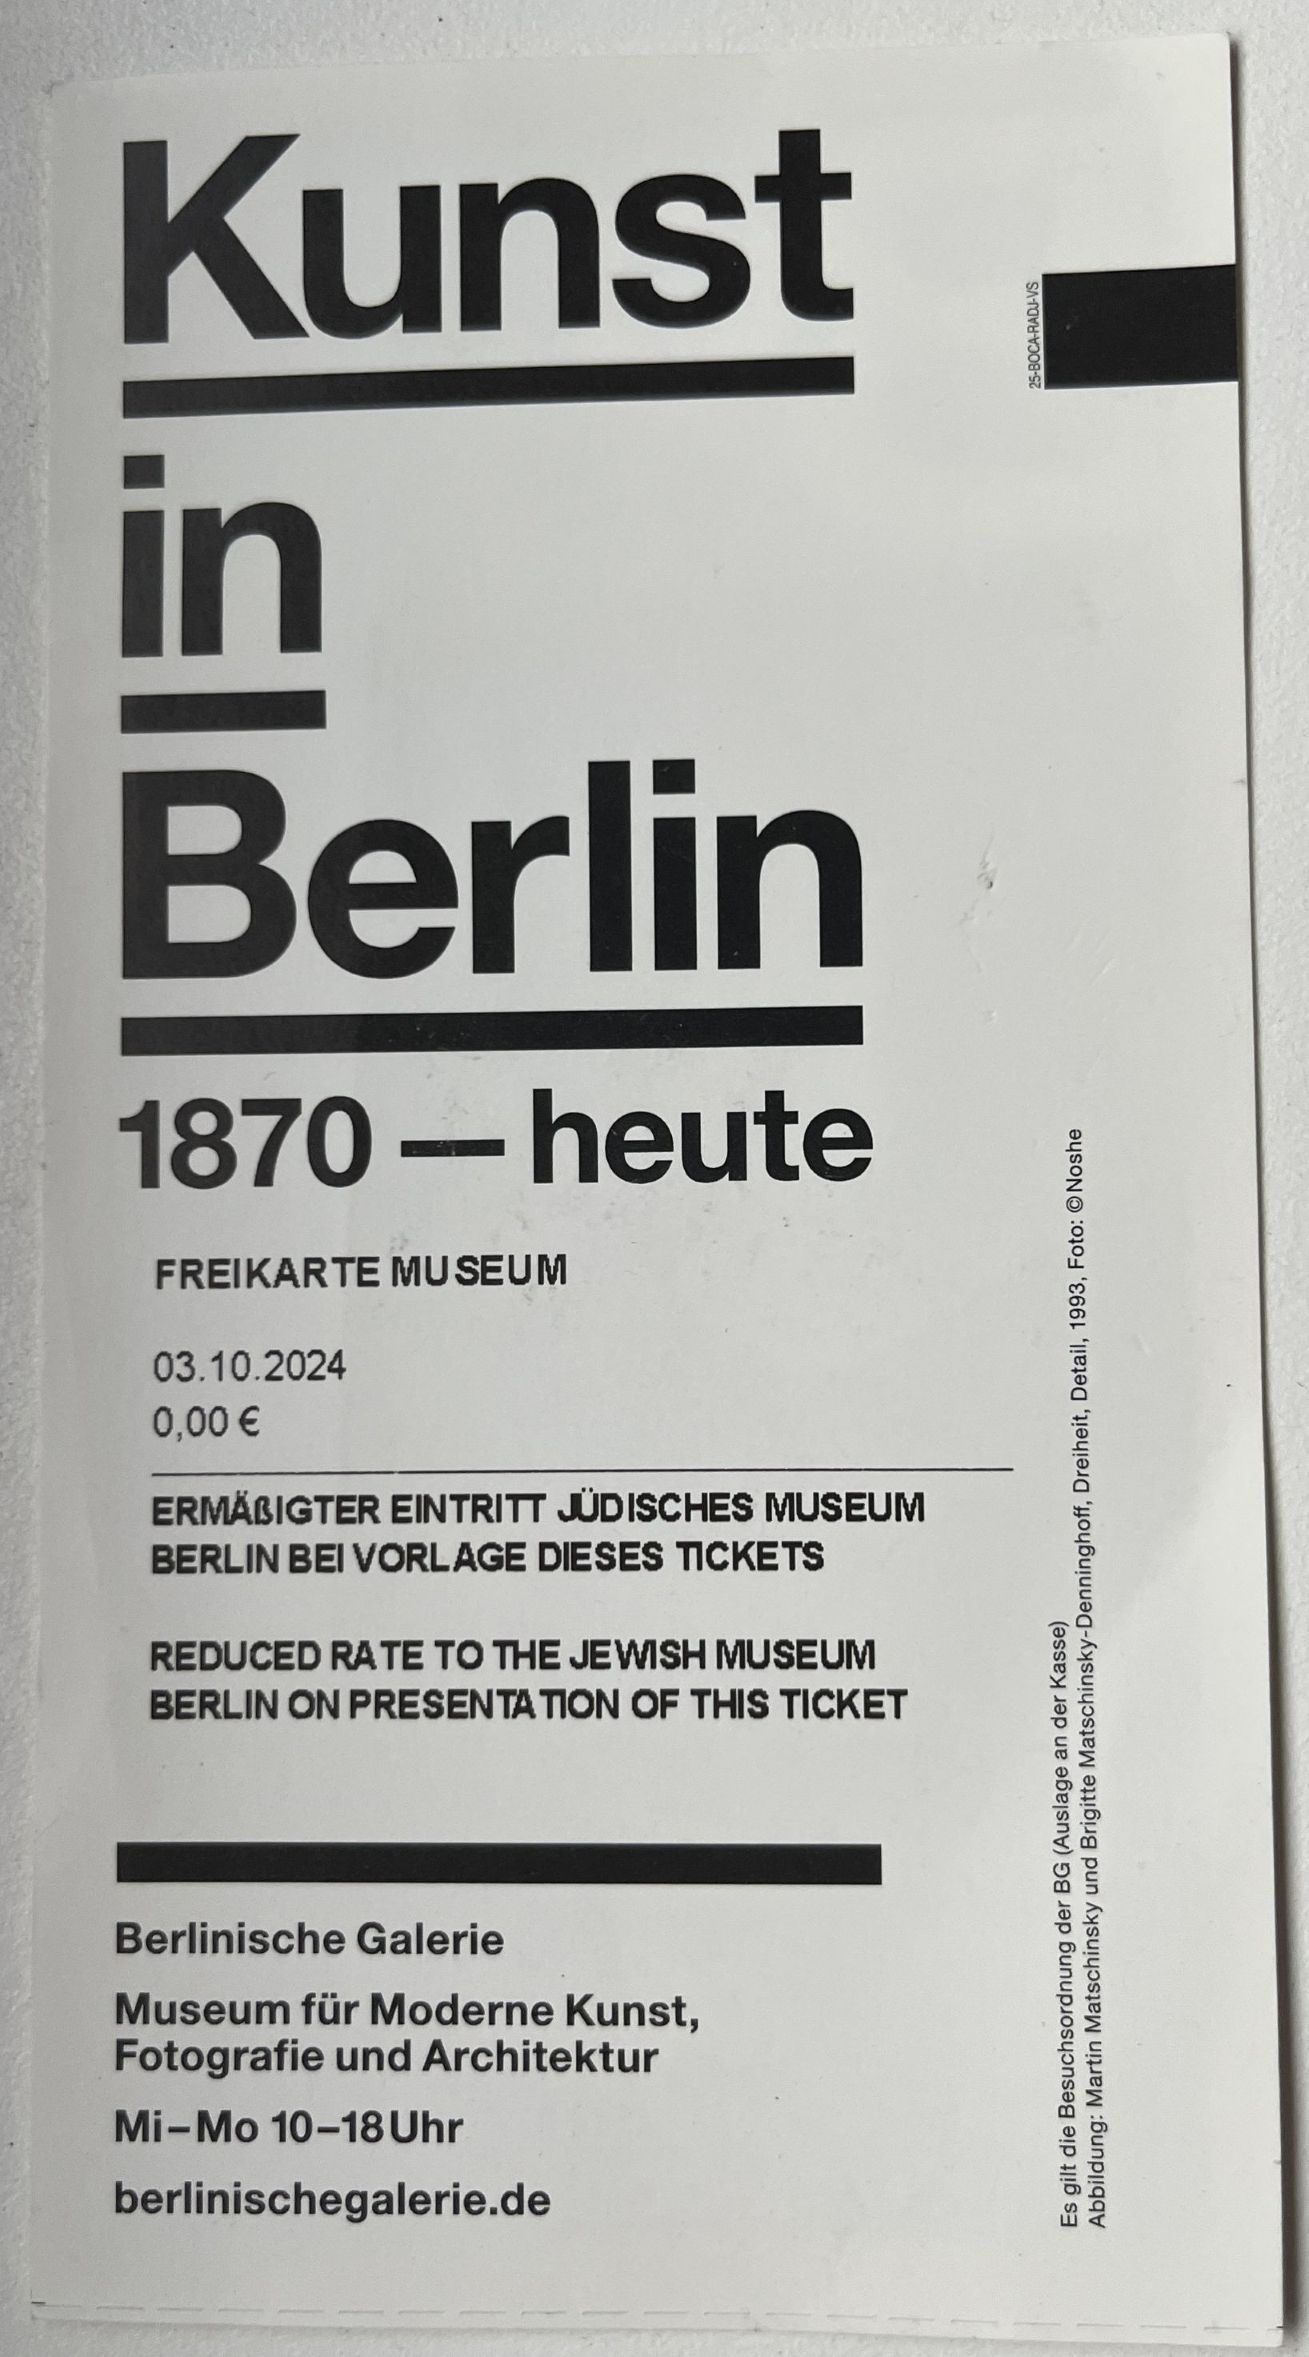 Kunst
in
Berlin
1870 — heute
FREIKARTE MUSEUM
03.10.2024
0,00 €
ERMÄßIGTER EINTRITT JÜDISCHES MUSEUM
BERLIN BEI VORLAGE DIESES TICKETS
REDUCED RATE TO THE JEWISH MUSEUM
BERLIN ON PRESENTATION OF THIS TICKET
Berlinische Galerie
Museum für Moderne Kunst,
Fotografie und Architektur
Mi–Mo 10–18 Uhr
berlinischegalerie.de
25-BOCA-RADJ-VS
Es gilt die Besuchsordnung der BG (Auslage an der Kasse)
Abbildung: Martin Matschinsky und Brigitte Matschinsky-Denninghoff, Dreiheit, Detail, 1993, Foto: © Noshe